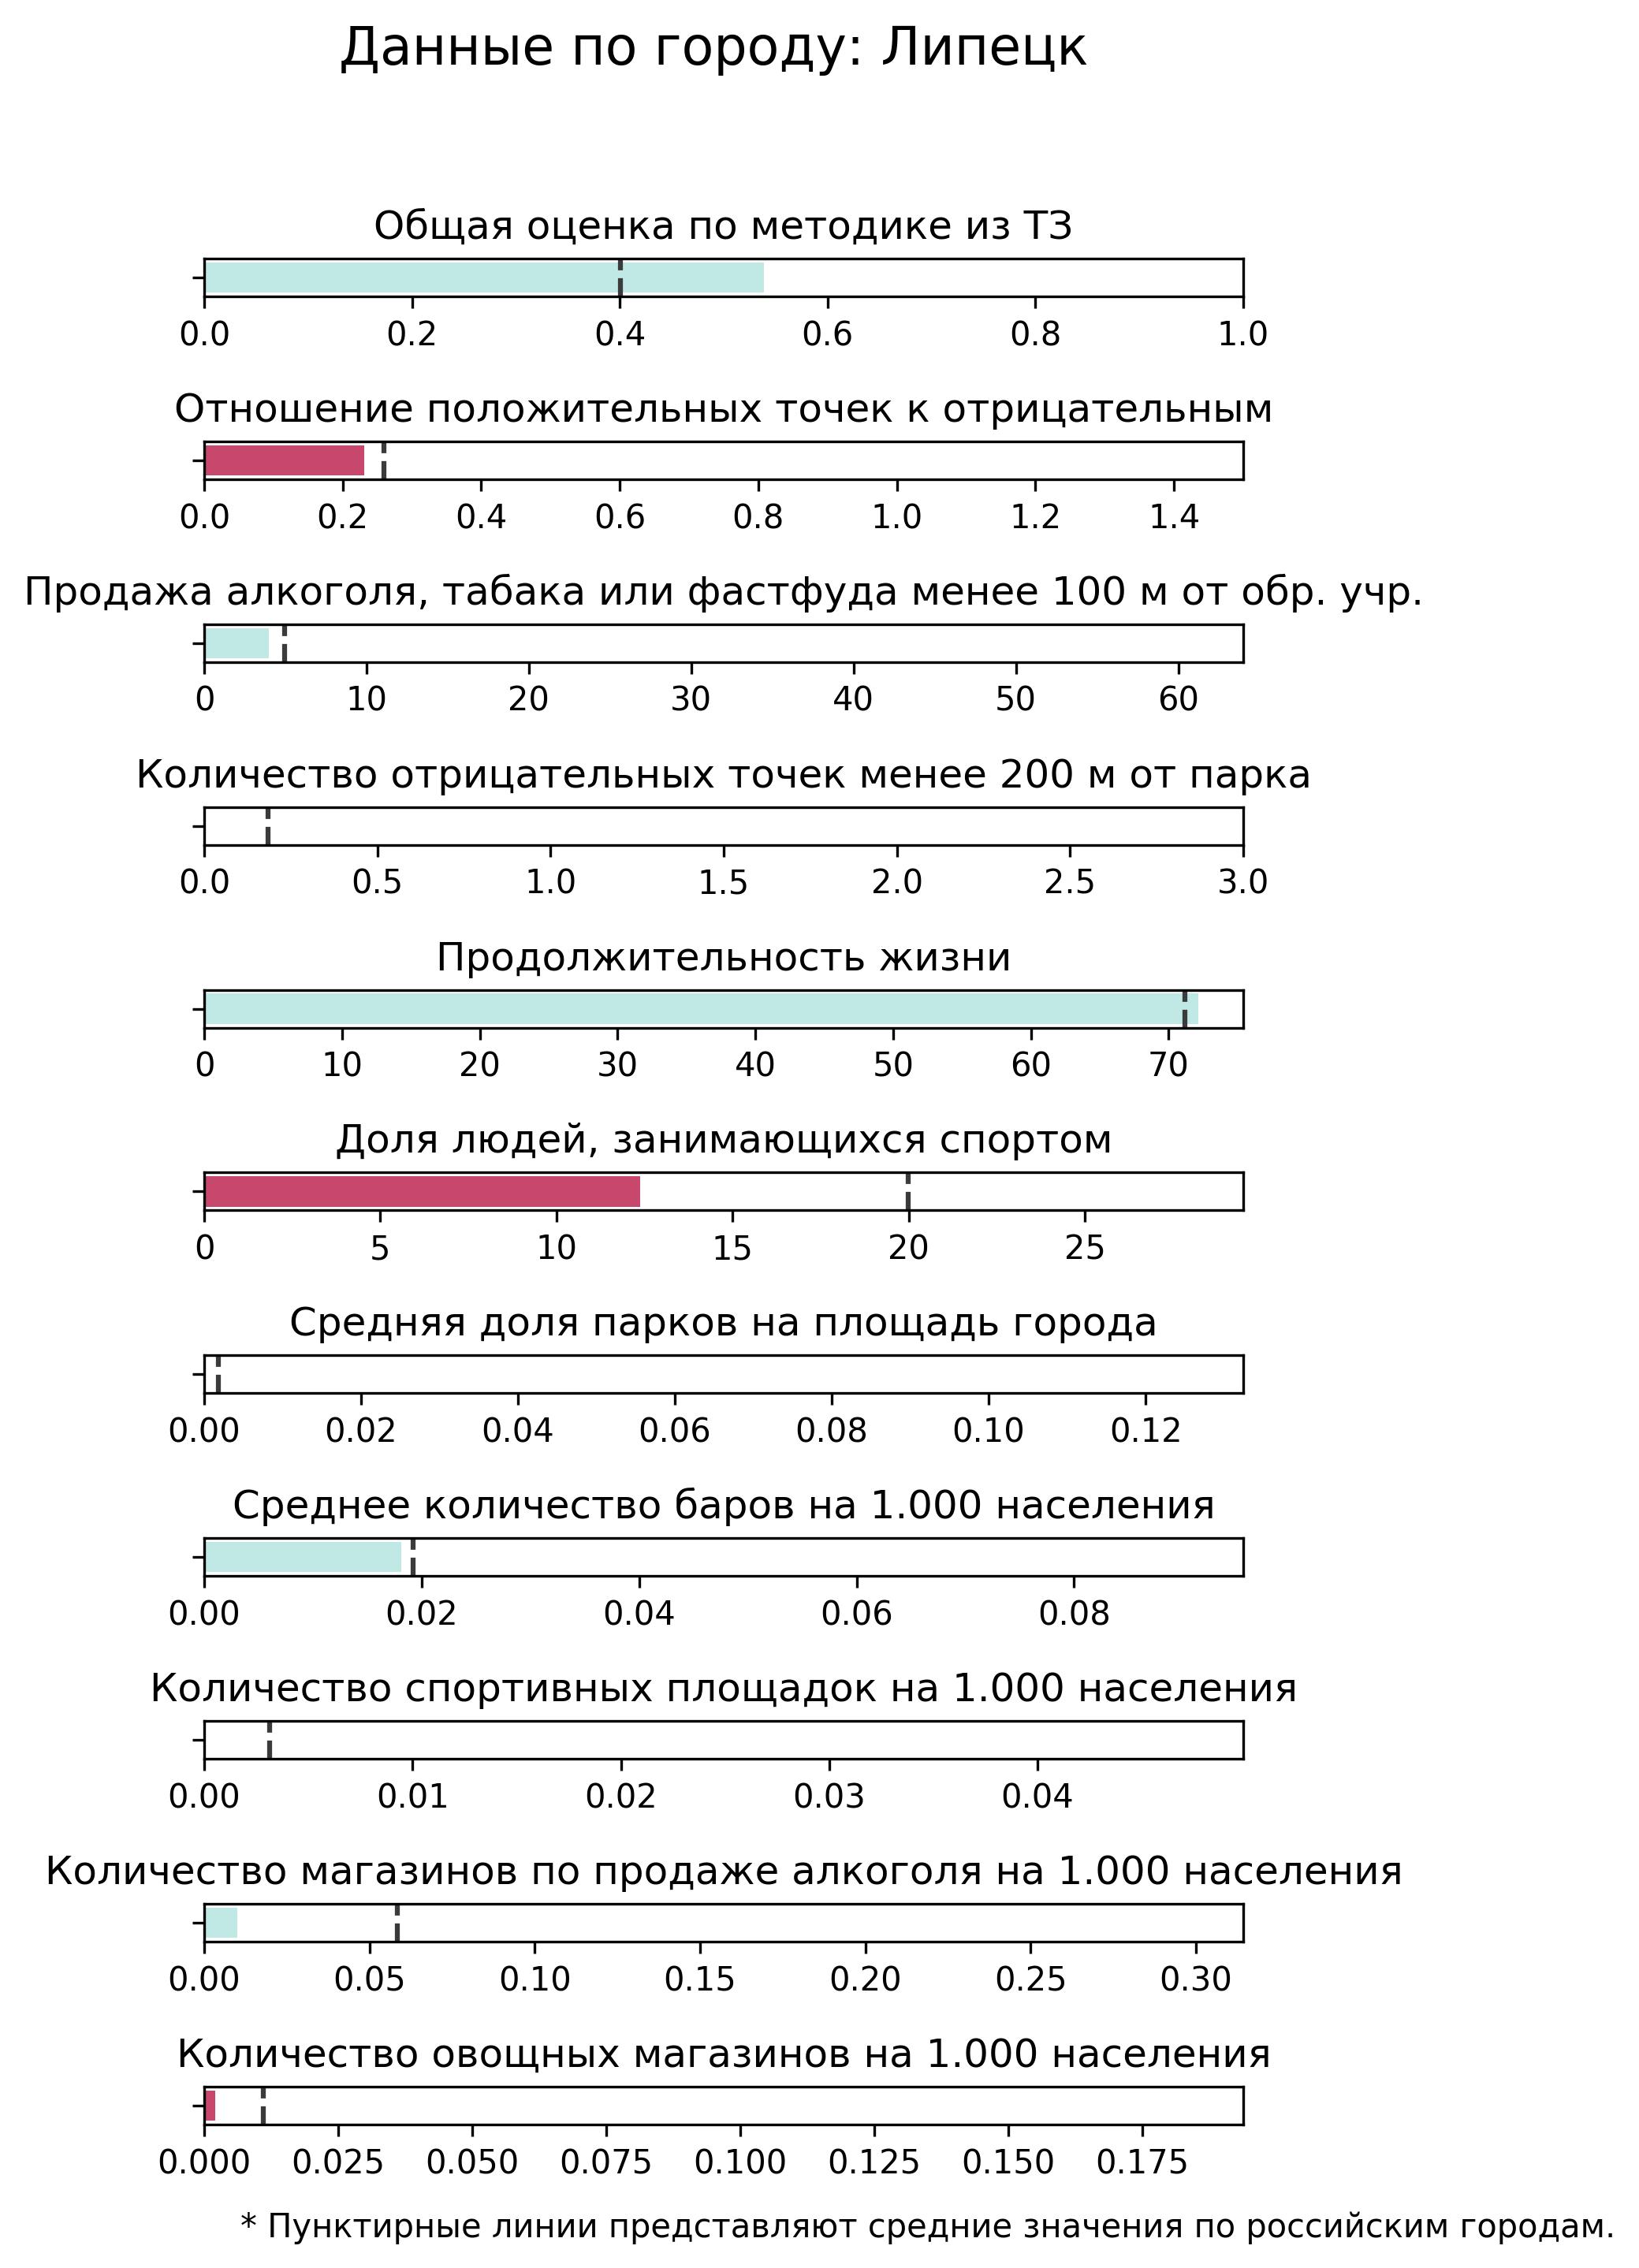 Данные по городу: Липецк
Общая оценка по методике из ТЗ
0.0 0.2 0.4 0.6 0.8 1.0
Отношение положительных точек к отрицательным
0.0 0.2 0.4 0.6 0.8 1.0 1.2 1.4
Продажа алкоголя, табака или фастфуда менее 100 м от обр. учр.
0 10 20 30 40 50 60
Количество отрицательных точек менее 200 м от парка
0.0 0.5 1.0 1.5 2.0 2.5 3.0
Продолжительность жизни
0 10 20 30 40 50 60 70
Доля людей, занимающихся спортом
0 5 10 15 20 25
Средняя доля парков на площадь города
0.00 0.02 0.04 0.06 0.08 0.10 0.12
Среднее количество баров на 1.000 населения
0.00 0.02 0.04 0.06 0.08
Количество спортивных площадок на 1.000 населения
0.00 0.01 0.02 0.03 0.04
Количество магазинов по продаже алкоголя на 1.000 населения
0.00 0.05 0.10 0.15 0.20 0.25 0.30
Количество овощных магазинов на 1.000 населения
0.000 0.025 0.050 0.075 0.100 0.125 0.150 0.175
* Пунктирные линии представляют средние значения по российским городам.